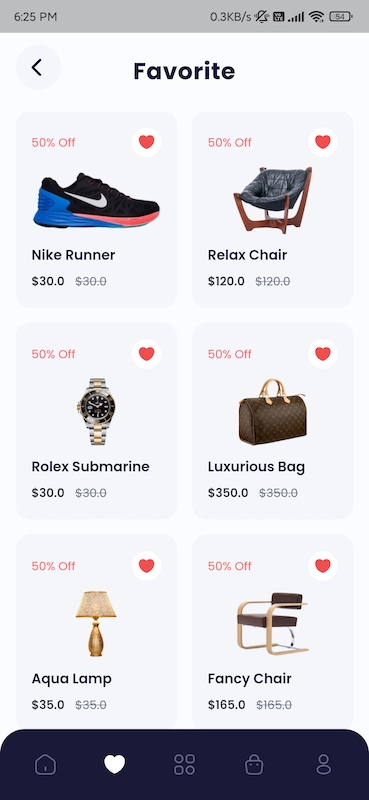 6:25 PM 0.3KB/s 54
Favorite
50% Off
Nike Runner
$30.0 $30.0
50% Off
Relax Chair
$120.0 $120.0
50% Off
Rolex Submarine
$30.0 $30.0
50% Off
Luxurious Bag
$350.0 $350.0
50% Off
Aqua Lamp
$35.0 $35.0
50% Off
Fancy Chair
$165.0 $165.0